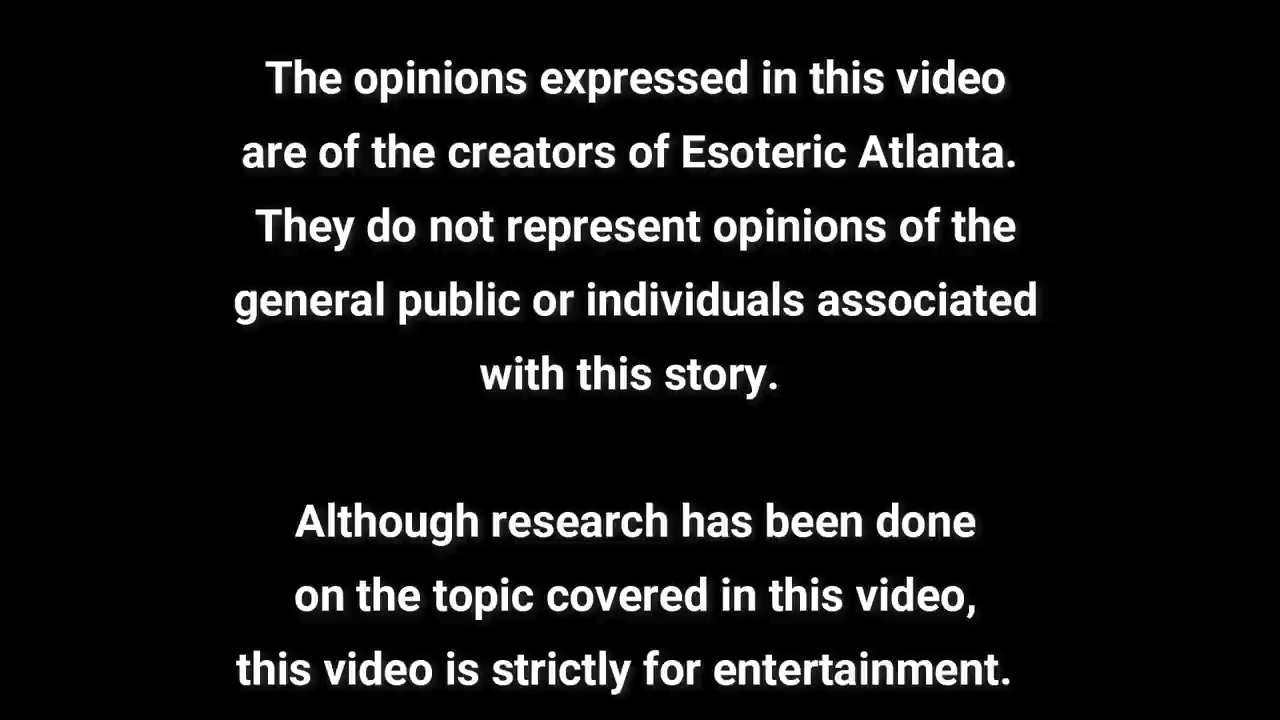 The opinions expressed in this video
are of the creators of Esoteric Atlanta.
They do not represent opinions of the
general public or individuals associated
with this story.
Although research has been done
on the topic covered in this video,
this video is strictly for entertainment.